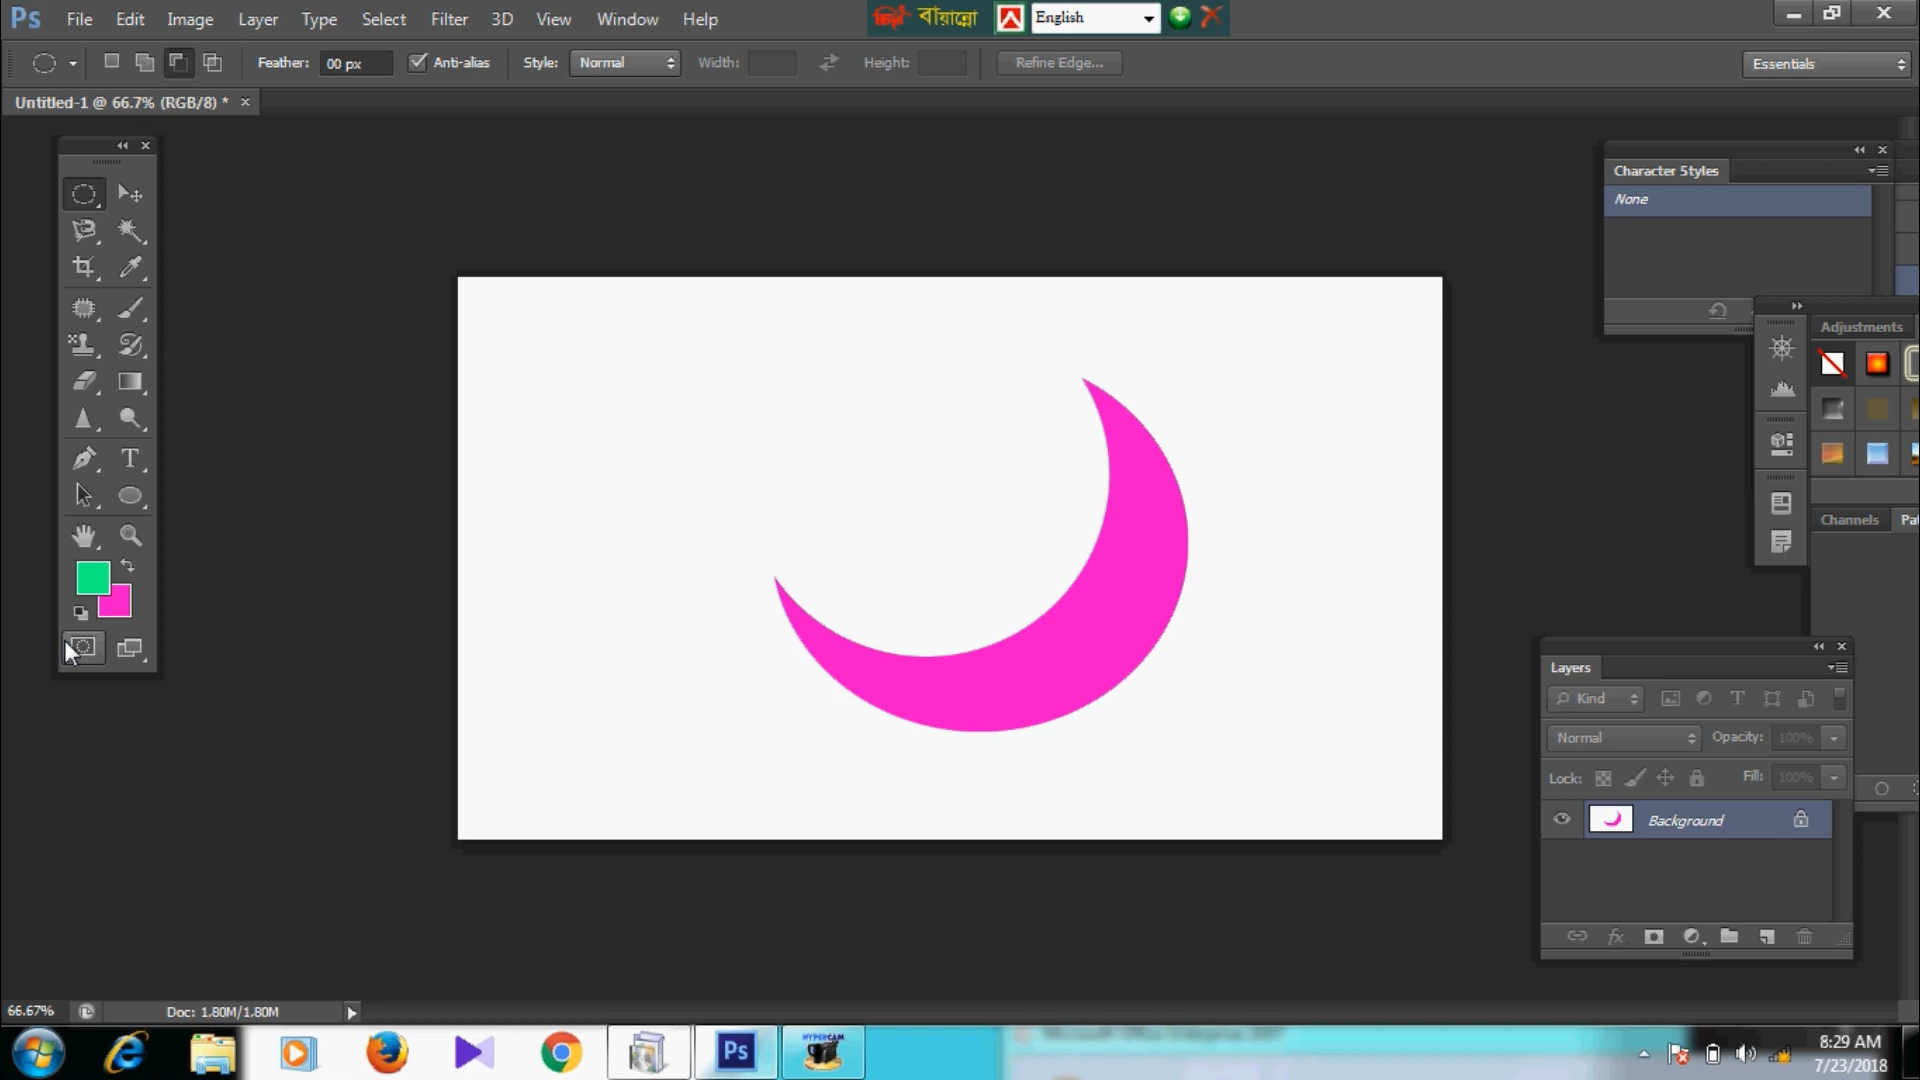 Ps File Edit Image Layer Type Select Filter 3D View Window Help
বায়ান্নো English
Feather: 00 px Anti-alias Style: Normal Width: Height: Refine Edge... Essentials
Untitled-1 @ 66.7% (RGB/8) * ×
Character Styles
None
Adjustments
Channels Pat
Layers
Kind
Normal Opacity: 100%
Lock: Fill: 100%
Background
66.67% Doc: 1.80M/1.80M
Ps HYPERCAM
8:29 AM
7/23/2018